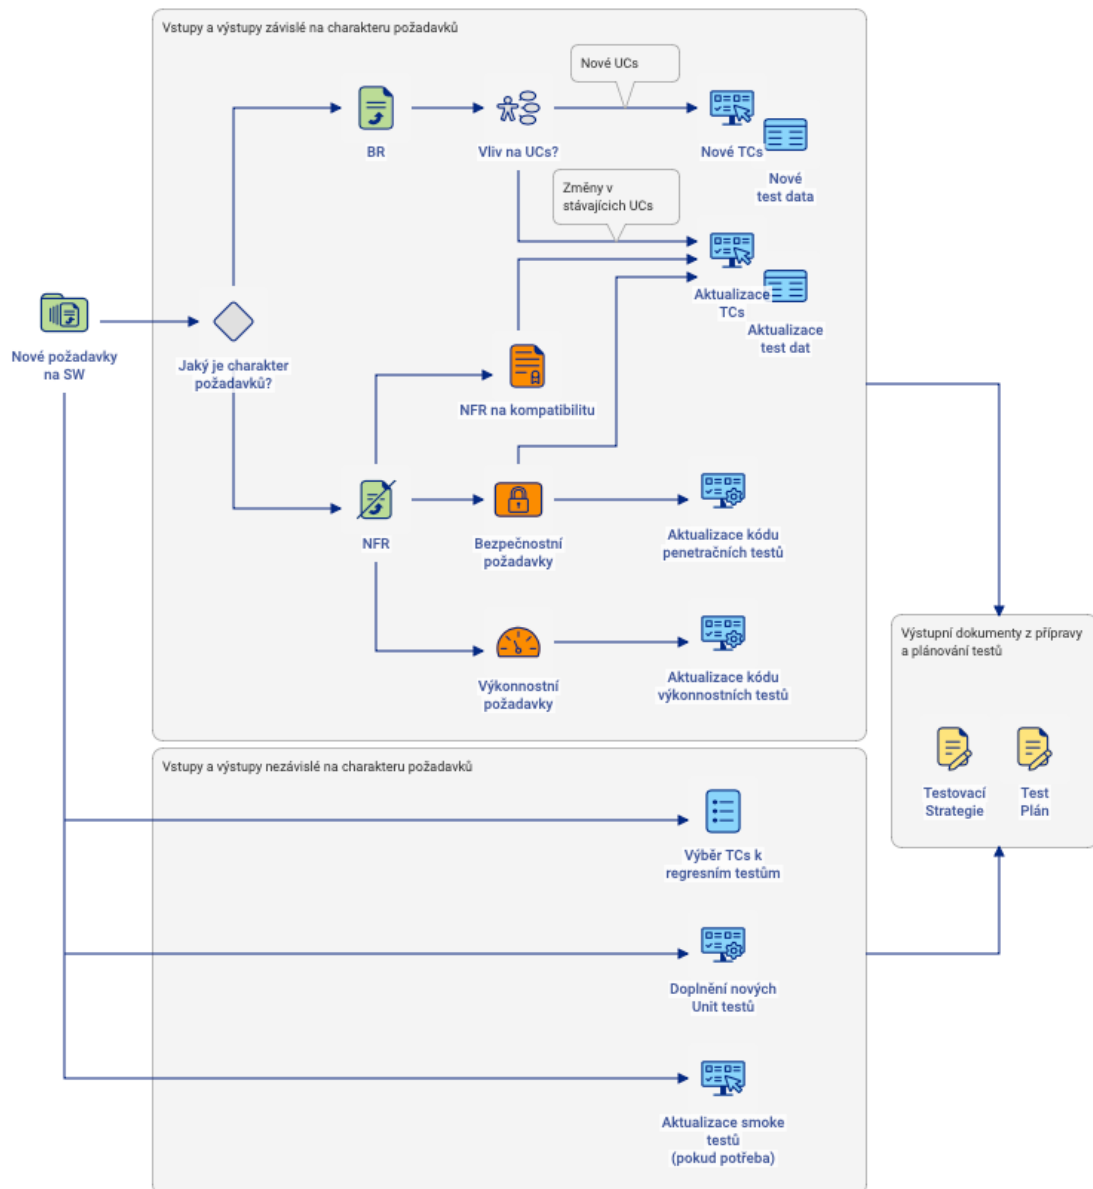 Vstupy a výstupy závislé na charakteru požadavků
Nové UCs
BR
Vliv na UCs?
Nové TCs
Nové
test data
Změny v
stávajících UCs
Aktualizace
TCs
Aktualizace
test dat
Nové požadavky
na SW
Jaký je charakter
požadavků?
NFR na kompatibilitu
NFR
Bezpečnostní
požadavky
Aktualizace kódu
penetračních testů
Výkonnostní
požadavky
Aktualizace kódu
výkonnostních testů
Výstupní dokumenty z přípravy
a plánování testů
Testovací
Strategie
Test
Plán
Vstupy a výstupy nezávislé na charakteru požadavků
Výběr TCs k
regresním testům
Doplnění nových
Unit testů
Aktualizace smoke
testů
(pokud potřeba)